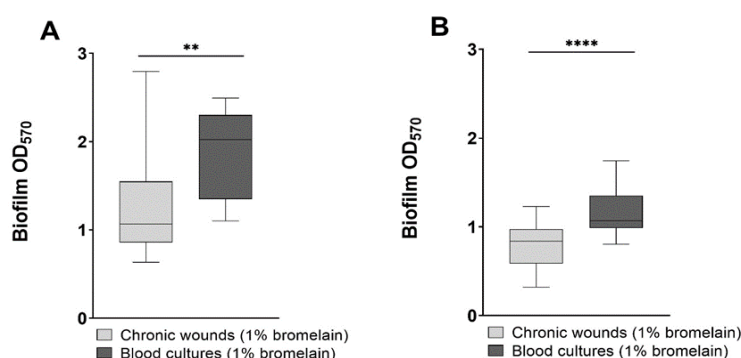 A
**
3
2
1
0
Biofilm OD570
Chronic wounds (1% bromelain)
Blood cultures (1% bromelain)
B
****
3
2
1
0
Biofilm OD570
Chronic wounds (1% bromelain)
Blood cultures (1% bromelain)